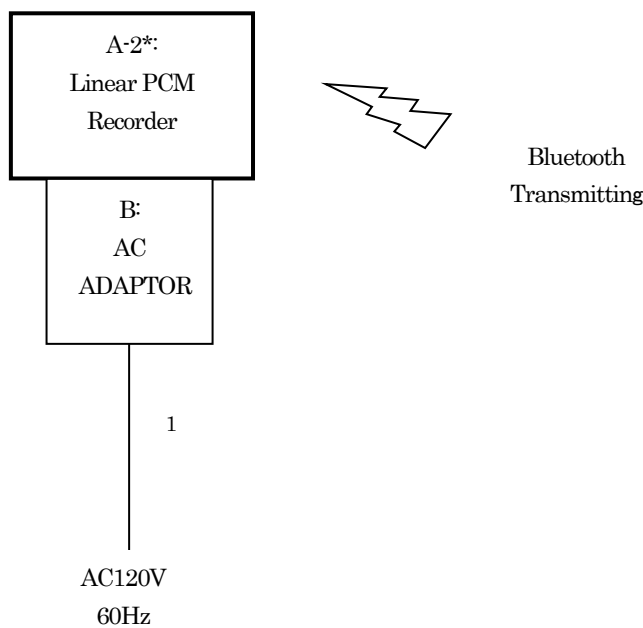 A-2*:
Linear PCM
Recorder
Bluetooth
Transmitting
B:
AC
ADAPTOR
1
AC120V
60Hz